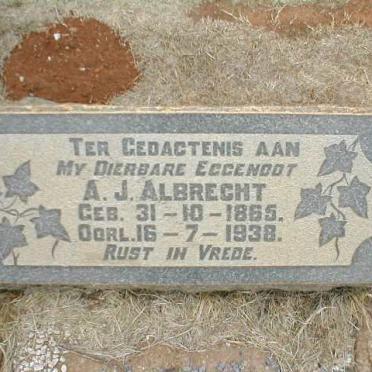 TER GEDACTENIS AAN
MY DIERBARE EGGENOOT
A. J. ALBRECHT
GEB. 31-10-1865.
OORL. 16-7-1938.
RUST IN VREDE.